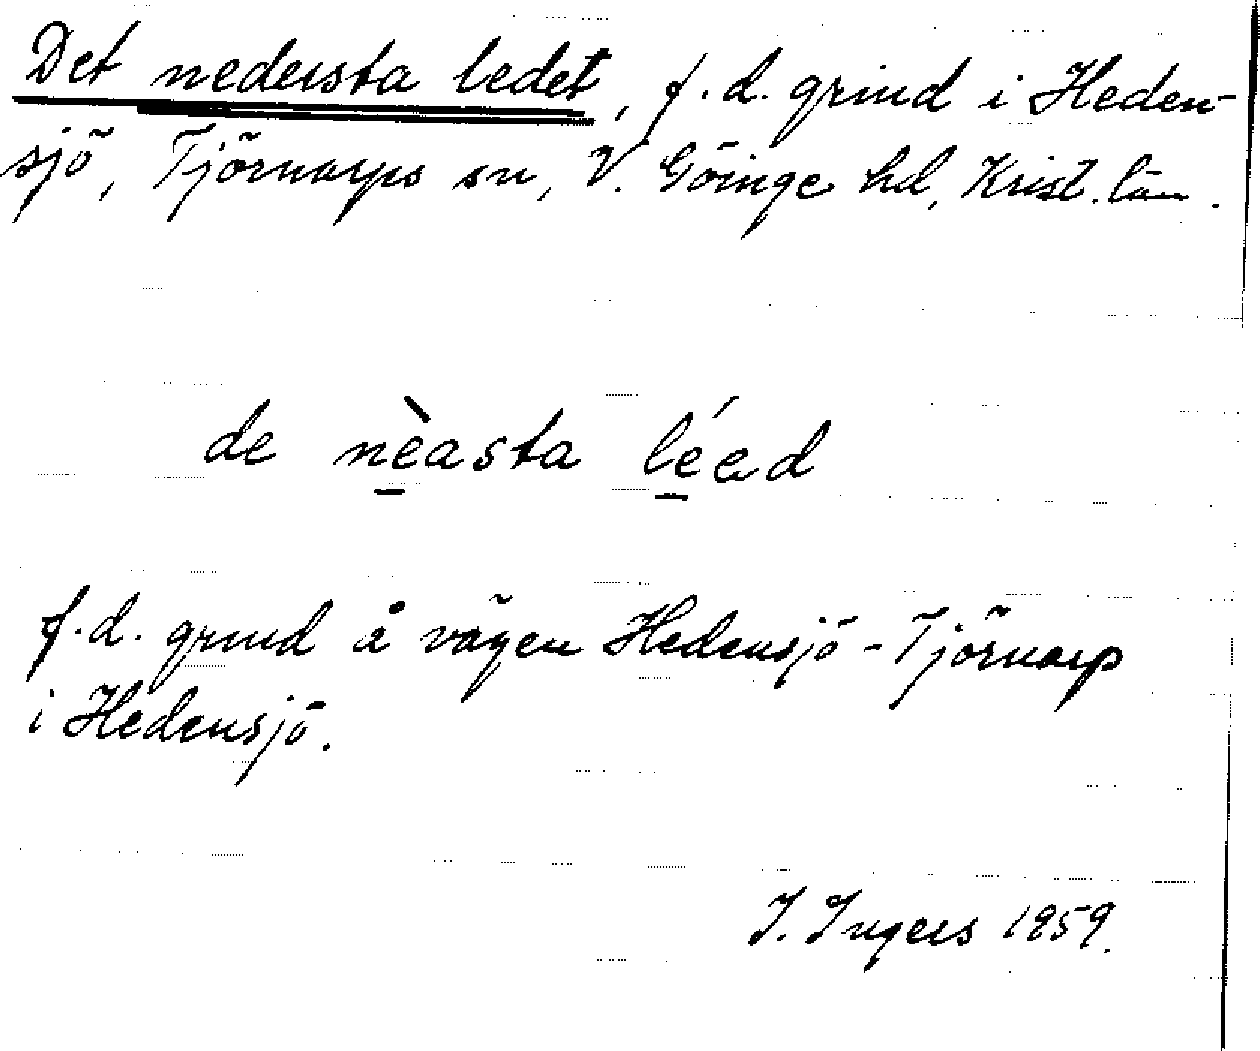 Det nedersta ledet, f.d. grind i Heden-
sjö, Tjörnarps sn, V. Göinge hd, Krist. län.
de nèasta léed
f.d. grind å vägen Hedensjö - Tjörnarp
i Hedensjö.
I. Ingers 1959.